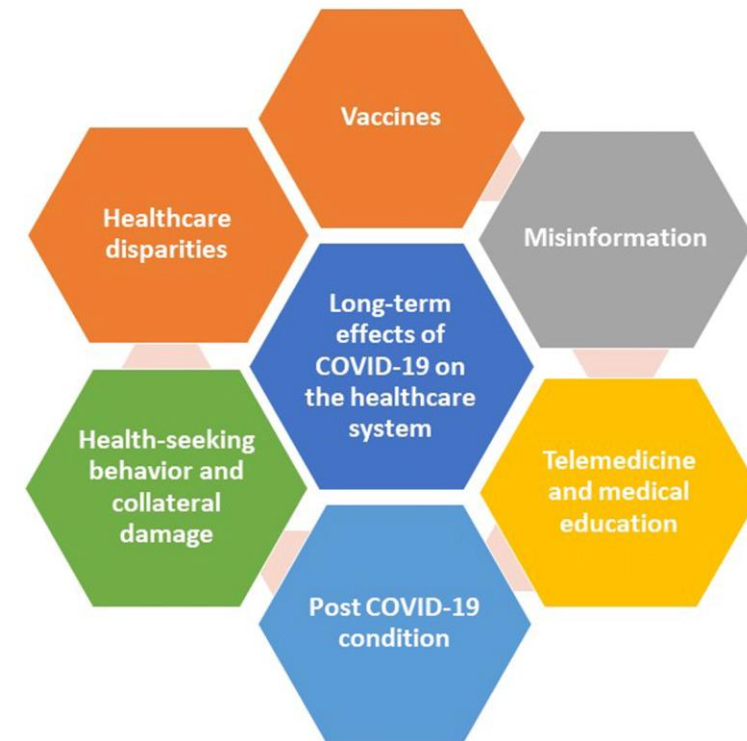 Vaccines
Misinformation
Healthcare
disparities
Long-term
effects of
COVID-19 on
the healthcare
system
Health-seeking
behavior and
collateral
damage
Telemedicine
and medical
education
Post COVID-19
condition